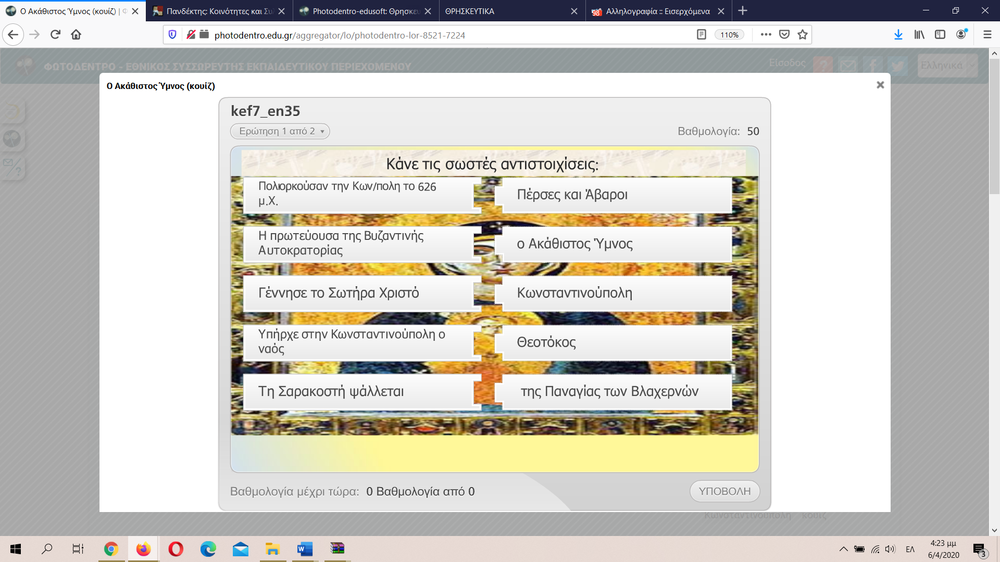 Ο Ακάθιστος Ύμνος (κουίζ) | Φ
Πανδέκτης: Κοινότητες και Συλ
Photodentro-edusoft: Θρησκευ
ΘΡΗΣΚΕΥΤΙΚΑ
98 Αλληλογραφία :: Εισερχόμενα
photodentro.edu.gr/aggregator/lo/photodentro-lor-8521-7224
110%
ΦΩΤΟΔΕΝΤΡΟ - ΕΘΝΙΚΟΣ ΣΥΣΣΩΡΕΥΤΗΣ ΕΚΠΑΙΔΕΥΤΙΚΟΥ ΠΕΡΙΕΧΟΜΕΝΟΥ
Είσοδος
Ελληνικά
Ο Ακάθιστος Ύμνος (κουίζ)
kef7_en35
Ερώτηση 1 από 2
Βαθμολογία: 50
Κάνε τις σωστές αντιστοιχίσεις:
Πολιορκούσαν την Κων/πολη το 626
μ.Χ.
Πέρσες και Άβαροι
Η πρωτεύουσα της Βυζαντινής
Αυτοκρατορίας
ο Ακάθιστος Ύμνος
Γέννησε το Σωτήρα Χριστό
Κωνσταντινούπολη
Υπήρχε στην Κωνσταντινούπολη ο
ναός
Θεοτόκος
Τη Σαρακοστή ψάλλεται
της Παναγίας των Βλαχερνών
Βαθμολογία μέχρι τώρα: 0 Βαθμολογία από 0
ΥΠΟΒΟΛΗ
Κωνσταντινούπολη κουίζ
ΕΛ
4:23 μμ
6/4/2020
3